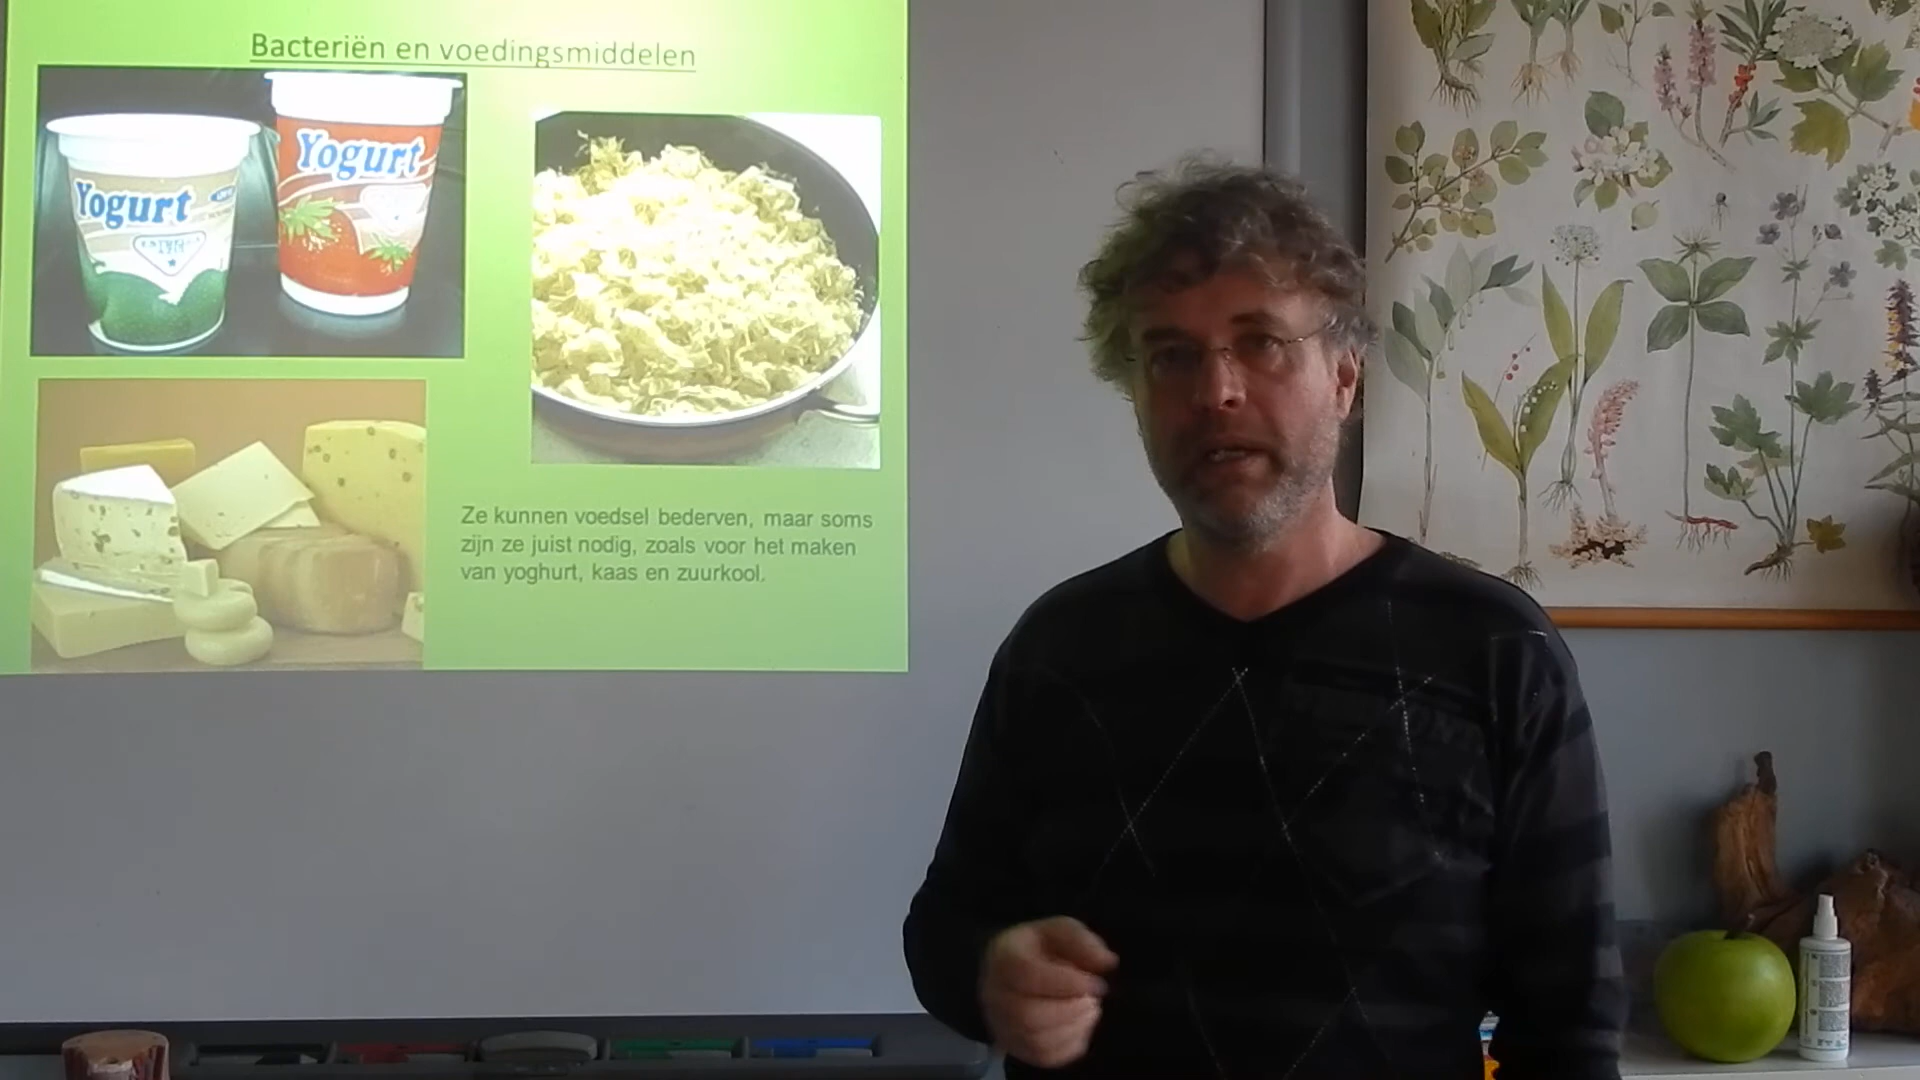 Bacteriën en voedingsmiddelen
Yogurt
Yogurt
Ze kunnen voedsel bederven, maar soms
zijn ze juist nodig, zoals voor het maken
van yoghurt, kaas en zuurkool.